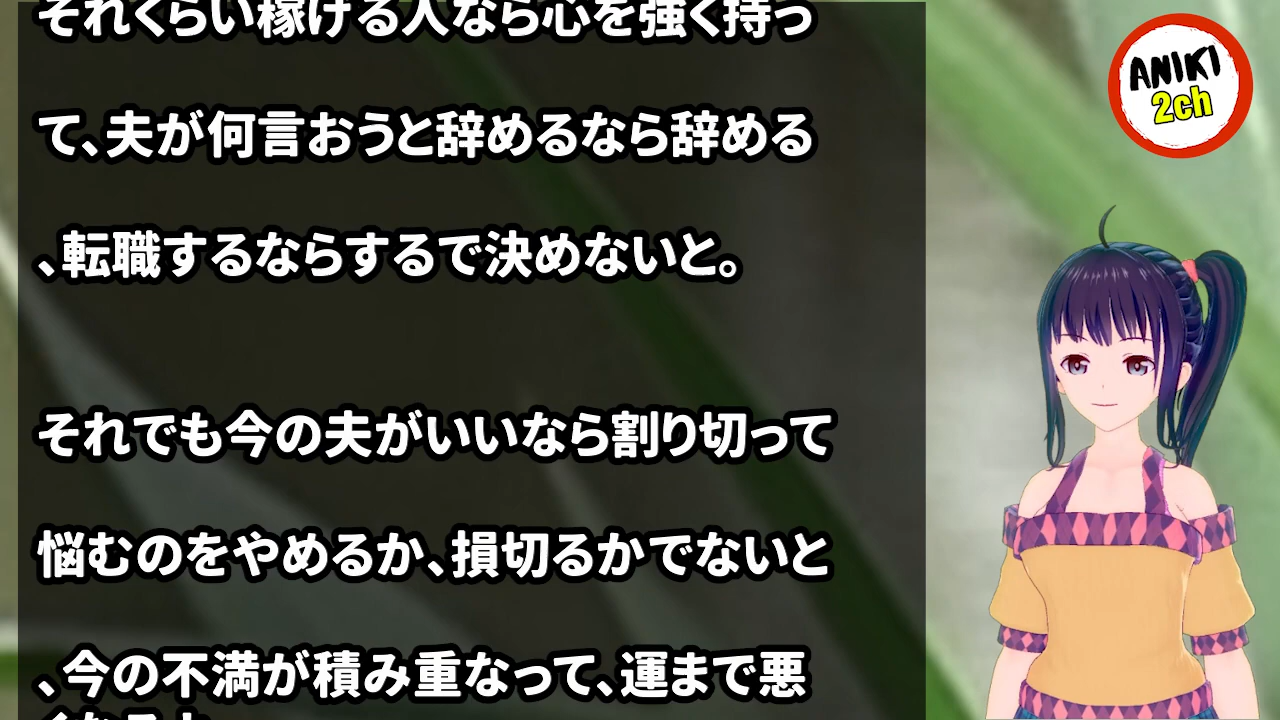 それくらい稼げる人なら心を強く持っ
て、夫が何言おうと辞めるなら辞める
、転職するならするで決めないと。
それでも今の夫がいいなら割り切って
悩むのをやめるか、損切るかでないと
、今の不満が積み重なって、運まで悪
くなるよ
ANIKI
2ch